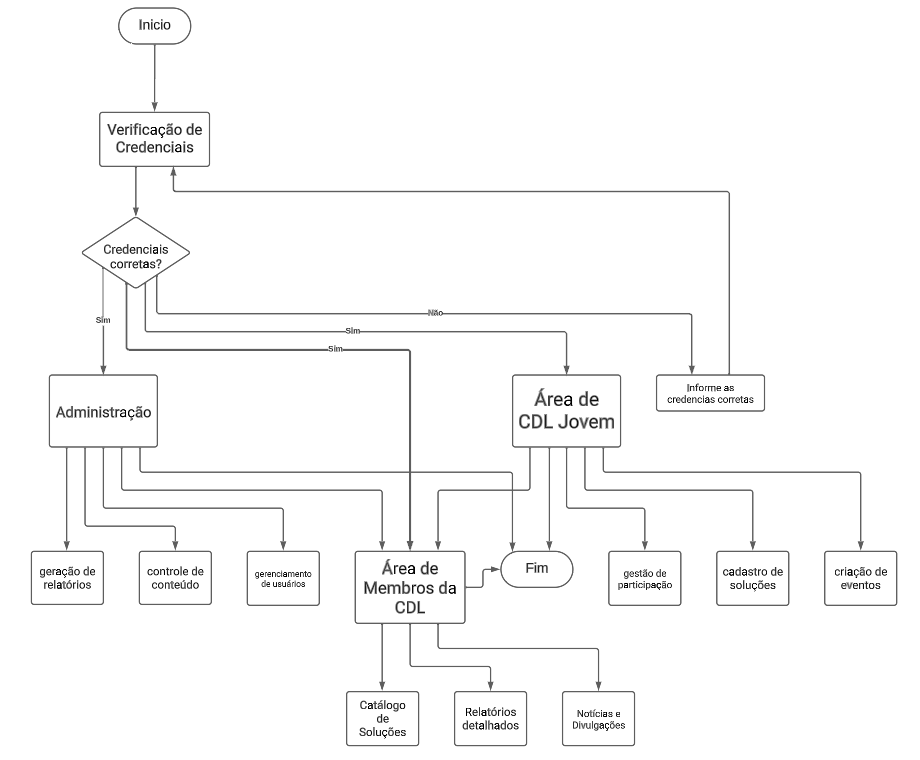 Inicio
Verificação de
Credenciais
Credenciais
corretas?
Não
Sim
Sim
Sim
Administração
Área de
CDL Jovem
Informe as
credencias corretas
geração de
relatórios
controle de
conteúdo
gerenciamento
de usuários
Área de
Membros da
CDL
Fim
gestão de
participação
cadastro de
soluções
criação de
eventos
Catálogo
de
Soluções
Relatórios
detalhados
Notícias e
Divulgações